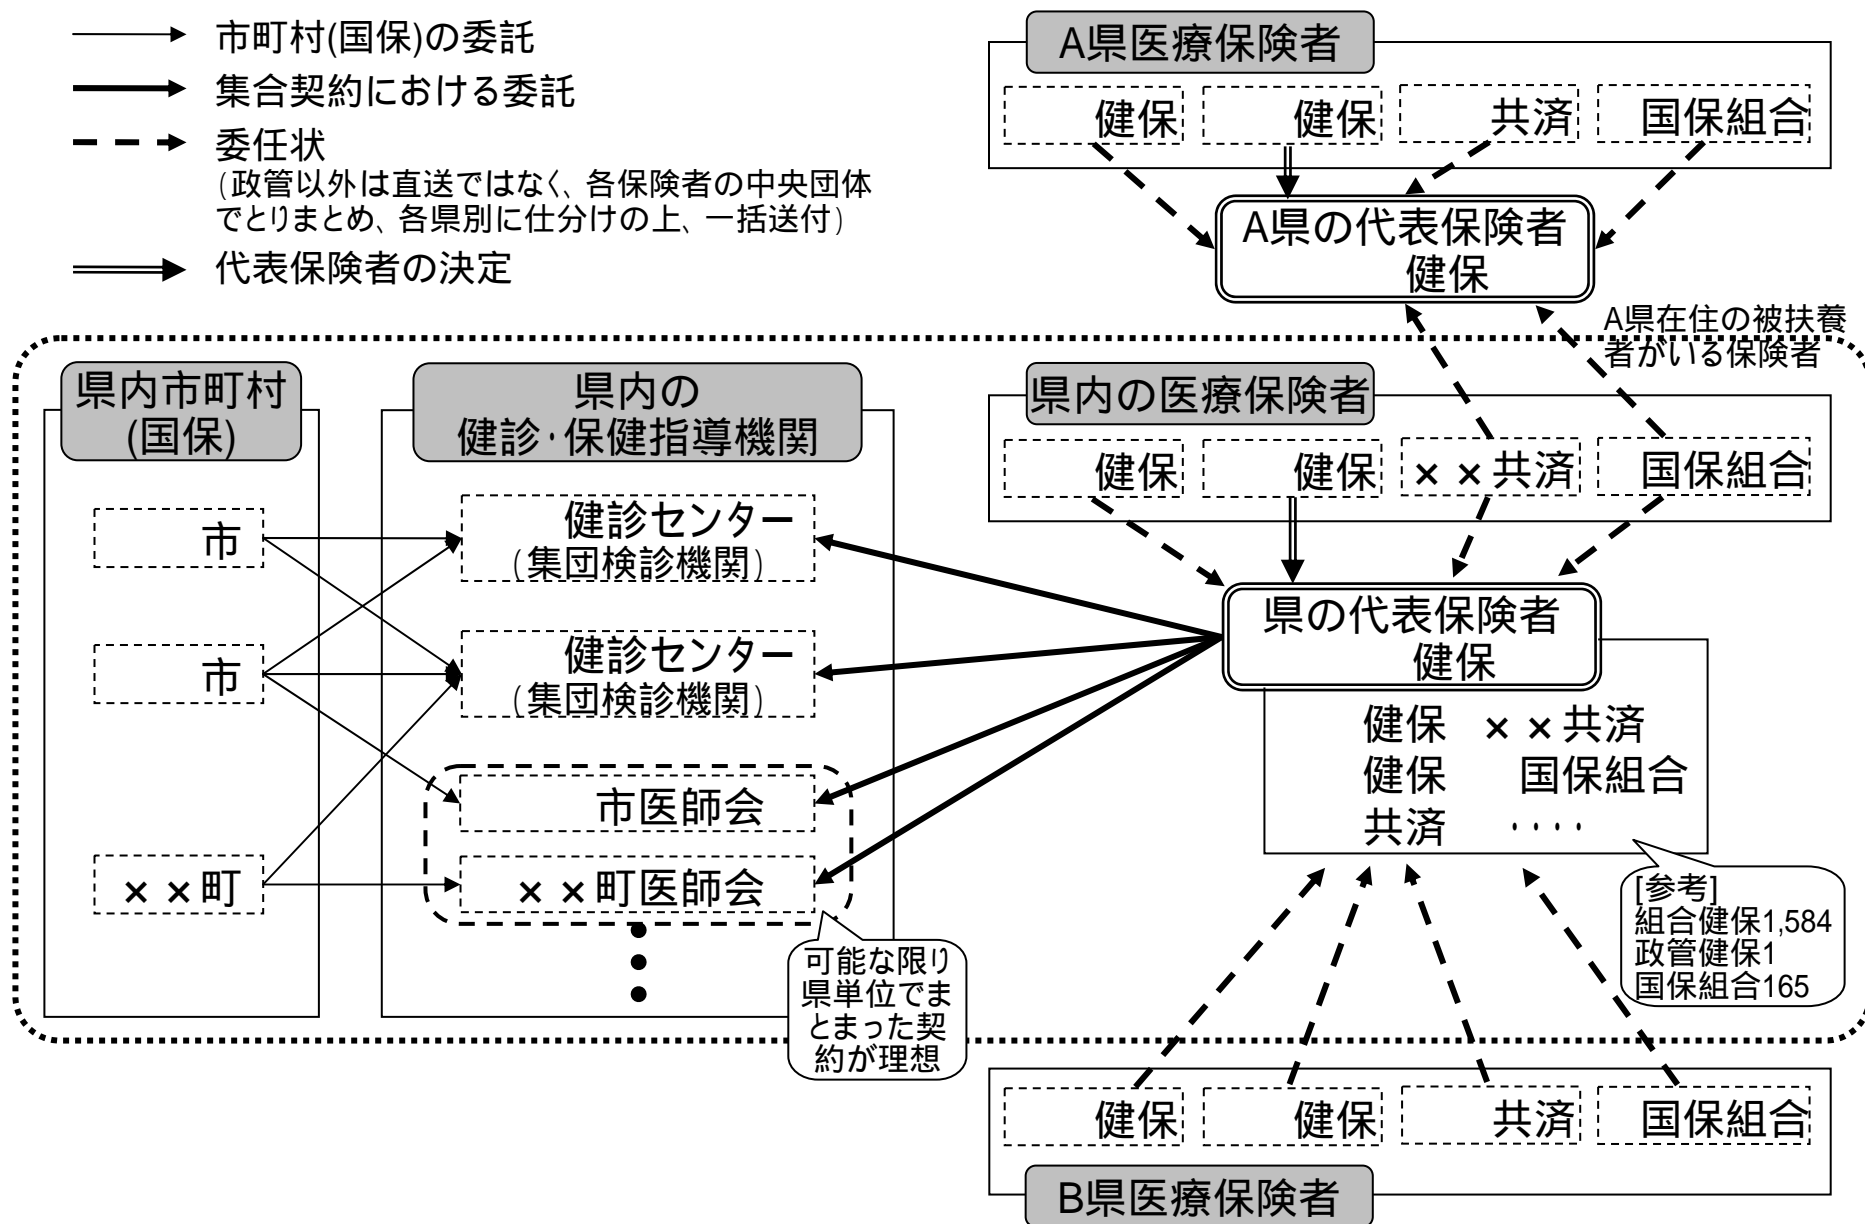 市町村(国保)の委託
集合契約における委託
委任状
(政管以外は直送ではなく、各保険者の中央団体
でとりまとめ、各県別に仕分けの上、一括送付)
代表保険者の決定
A県医療保険者
健保
健保
共済
国保組合
A県の代表保険者
健保
A県在住の被扶養
者がいる保険者
県内市町村
(国保)
市
市
××町
県内の
健診・保健指導機関
健診センター
(集団検診機関)
健診センター
(集団検診機関)
市医師会
××町医師会
可能な限り
県単位でま
とまった契
約が理想
県内の医療保険者
健保
健保
××共済
国保組合
県の代表保険者
健保
健保 ××共済
健保 国保組合
共済 ・・・・
[参考]
組合健保1,584
政管健保1
国保組合165
健保
健保
共済
国保組合
B県医療保険者